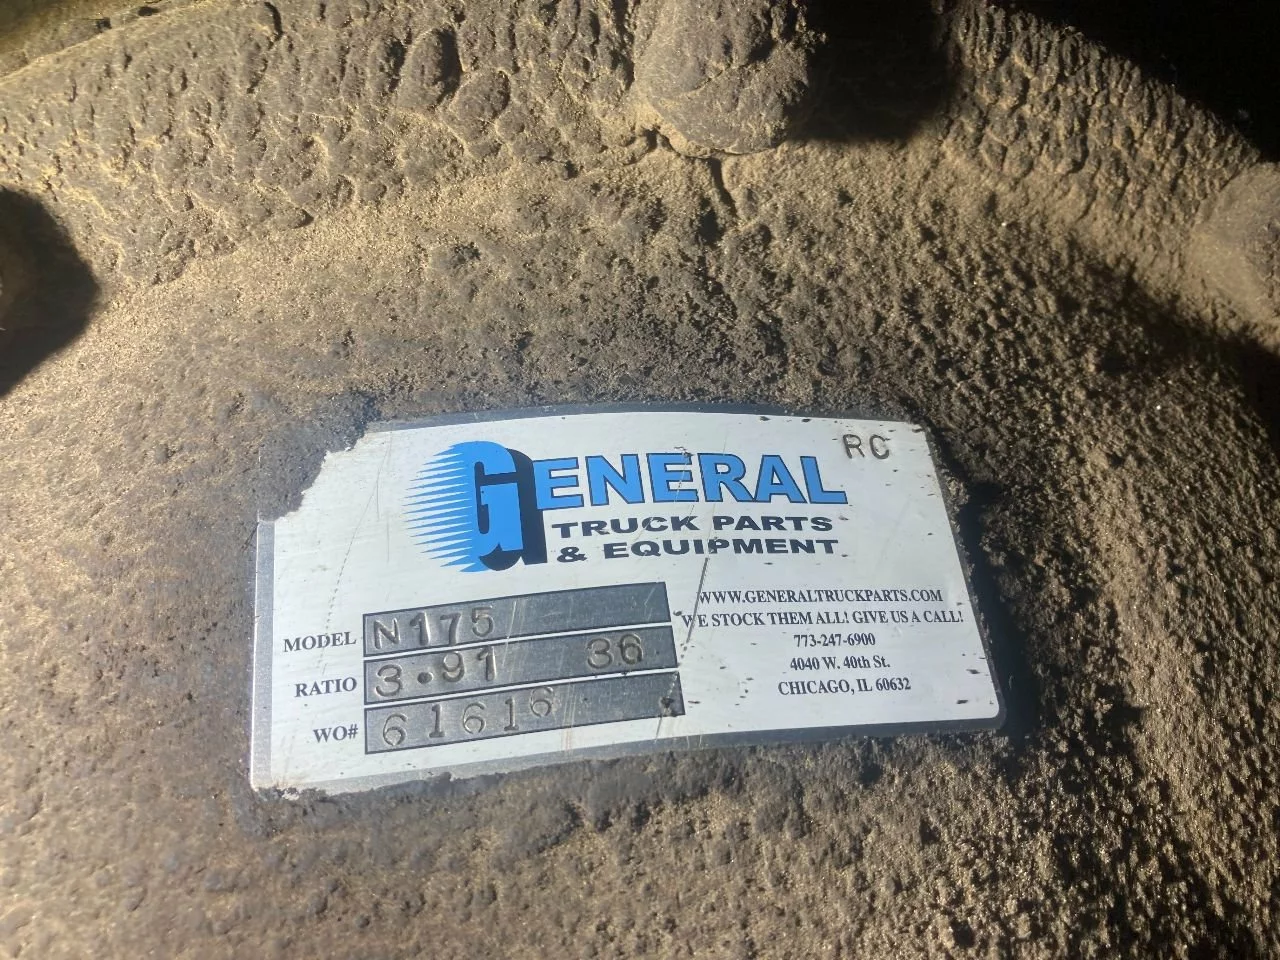 RC
GENERAL
TRUCK PARTS
& EQUIPMENT
MODEL N175
RATIO 3.91 36
WO# 61616
WWW.GENERALTRUCKPARTS.COM
WE STOCK THEM ALL! GIVE US A CALL!
773-247-6900
4040 W. 40th St.
CHICAGO, IL 60632